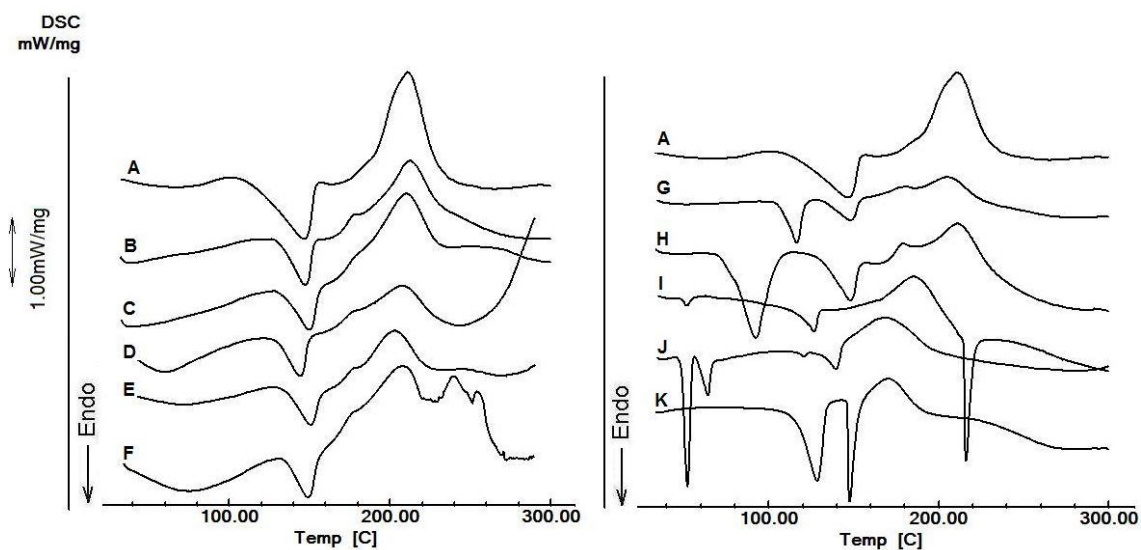 DSC
mW/mg
1.00mW/mg
Endo
A
B
C
D
E
F
100.00 200.00 300.00
Temp [C]
Endo
A
G
H
I
J
K
100.00 200.00 300.00
Temp [C]